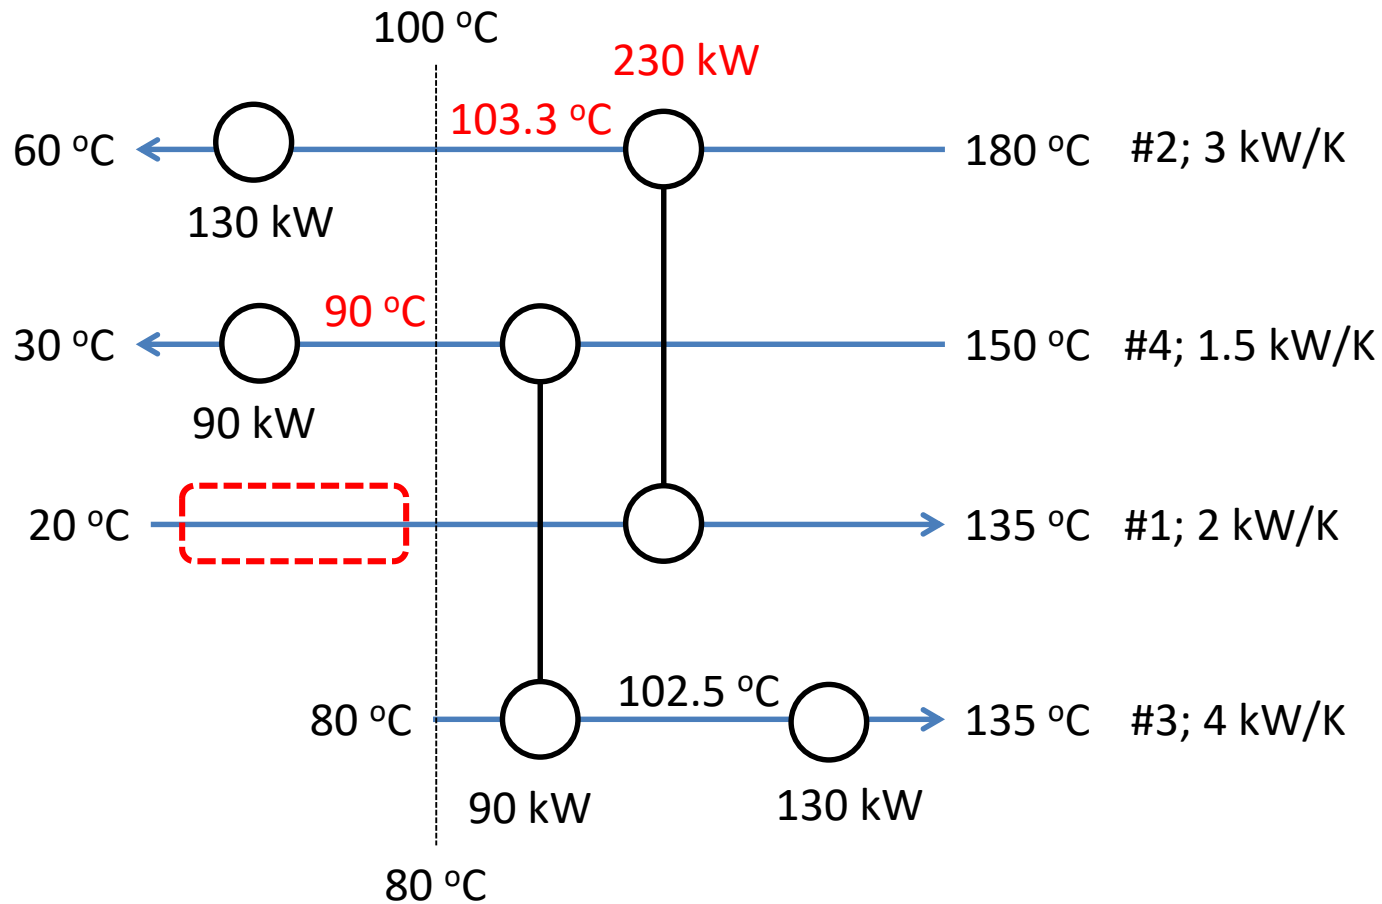 100 °C
230 kW
103.3 °C
60 °C
180 °C #2; 3 kW/K
130 kW
90 °C
30 °C
150 °C #4; 1.5 kW/K
90 kW
20 °C
135 °C #1; 2 kW/K
102.5 °C
80 °C
135 °C #3; 4 kW/K
90 kW
130 kW
80 °C